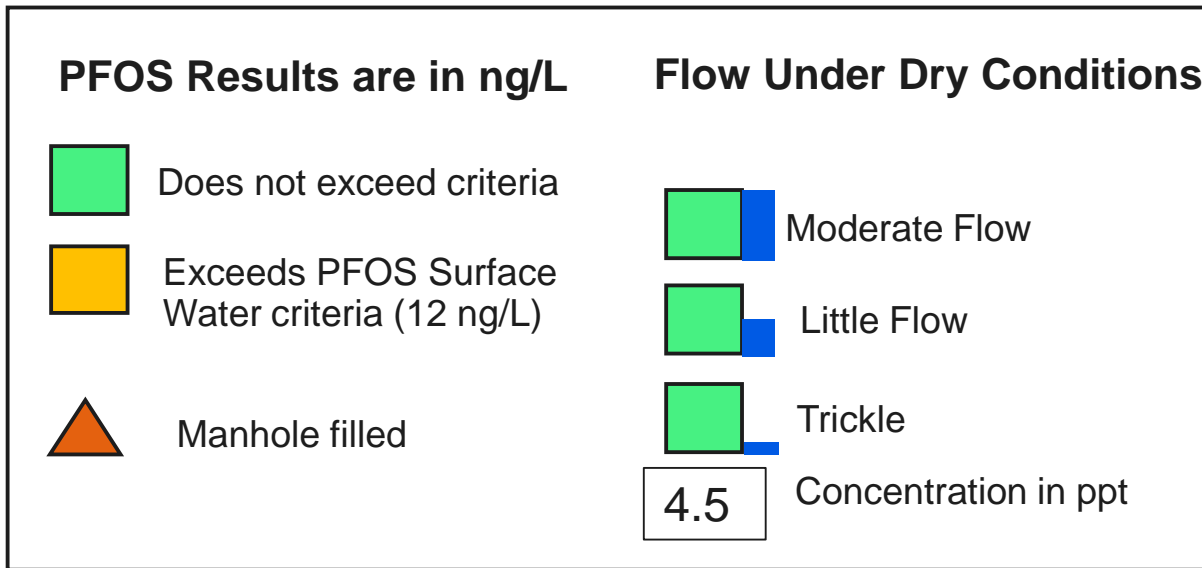 PFOS Results are in ng/L
Does not exceed criteria
Exceeds PFOS Surface
Water criteria (12 ng/L)
Manhole filled
Flow Under Dry Conditions
Moderate Flow
Little Flow
Trickle
4.5
Concentration in ppt